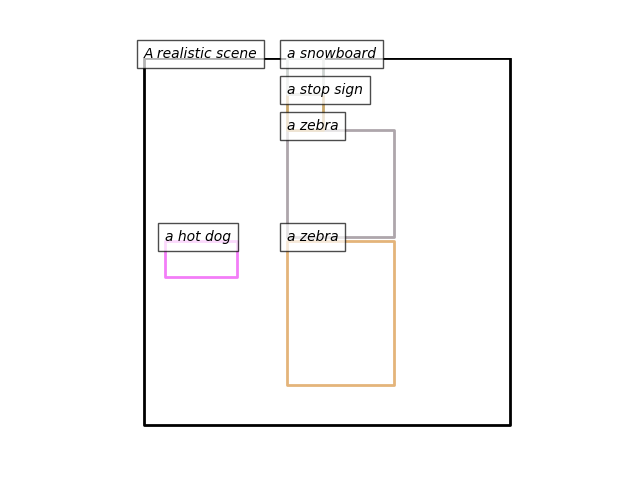 A realistic scene
a snowboard
a stop sign
a zebra
a hot dog
a zebra